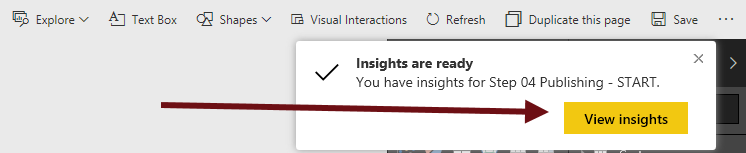 Explore Text Box Shapes Visual Interactions Refresh Duplicate this page Save ...
Insights are ready
You have insights for Step 04 Publishing - START.
View insights